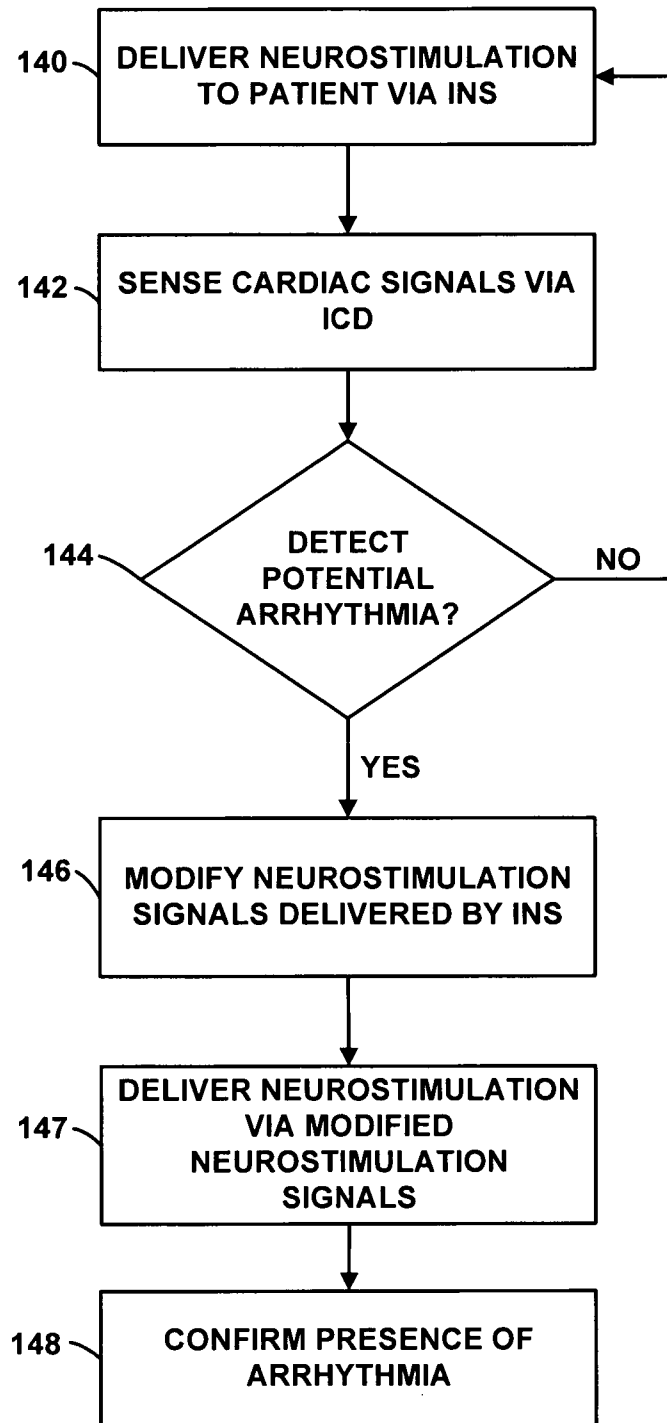 140
DELIVER NEUROSTIMULATION
TO PATIENT VIA INS
142
SENSE CARDIAC SIGNALS VIA
ICD
144
DETECT
POTENTIAL
ARRHYTHMIA?
NO
YES
146
MODIFY NEUROSTIMULATION
SIGNALS DELIVERED BY INS
147
DELIVER NEUROSTIMULATION
VIA MODIFIED
NEUROSTIMULATION
SIGNALS
148
CONFIRM PRESENCE OF
ARRHYTHMIA